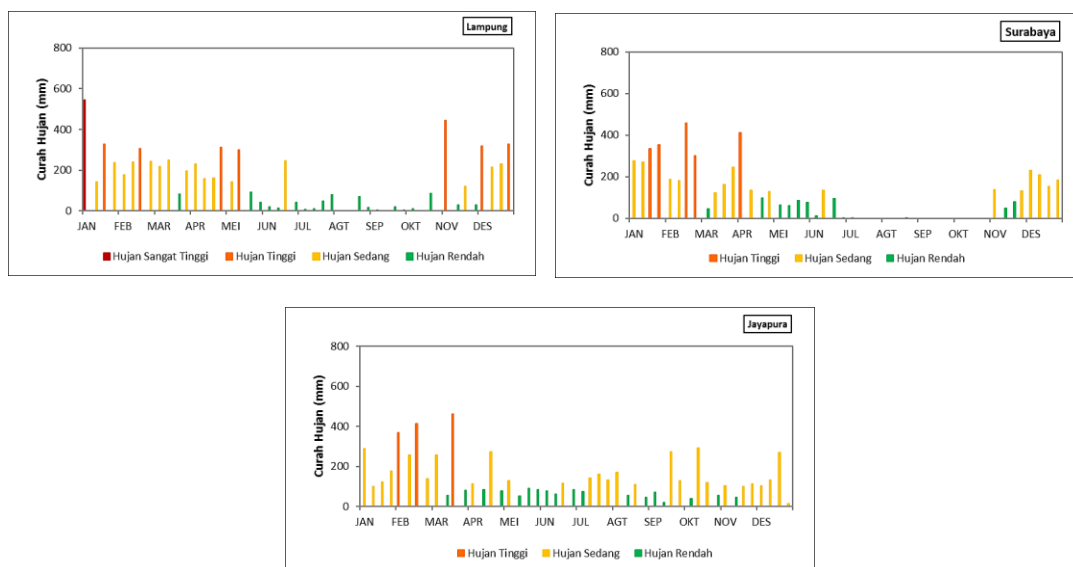 Lampung
Curah Hujan (mm)
800
600
400
200
0
JAN FEB MAR APR MEI JUN JUL AGT SEP OKT NOV DES
Hujan Sangat Tinggi Hujan Tinggi Hujan Sedang Hujan Rendah
Surabaya
Curah Hujan (mm)
800
600
400
200
0
JAN FEB MAR APR MEI JUN JUL AGT SEP OKT NOV DES
Hujan Tinggi Hujan Sedang Hujan Rendah
Jayapura
Curah Hujan (mm)
800
600
400
200
0
JAN FEB MAR APR MEI JUN JUL AGT SEP OKT NOV DES
Hujan Tinggi Hujan Sedang Hujan Rendah